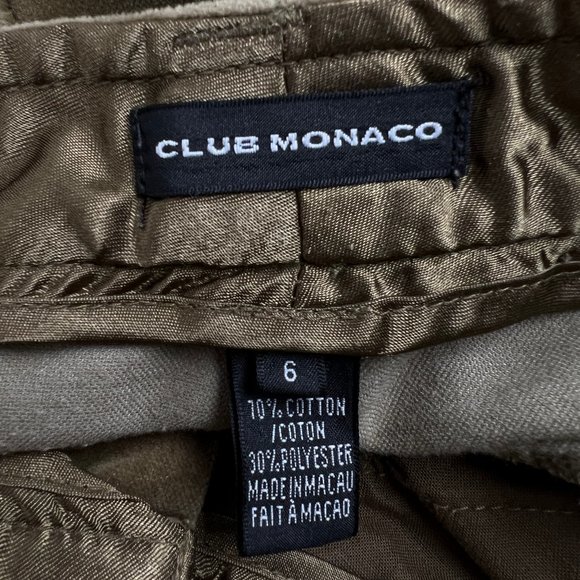 CLUB MONACO
6
70% COTTON
/COTON
30% POLYESTER
MADE IN MACAU
FAIT À MACAO